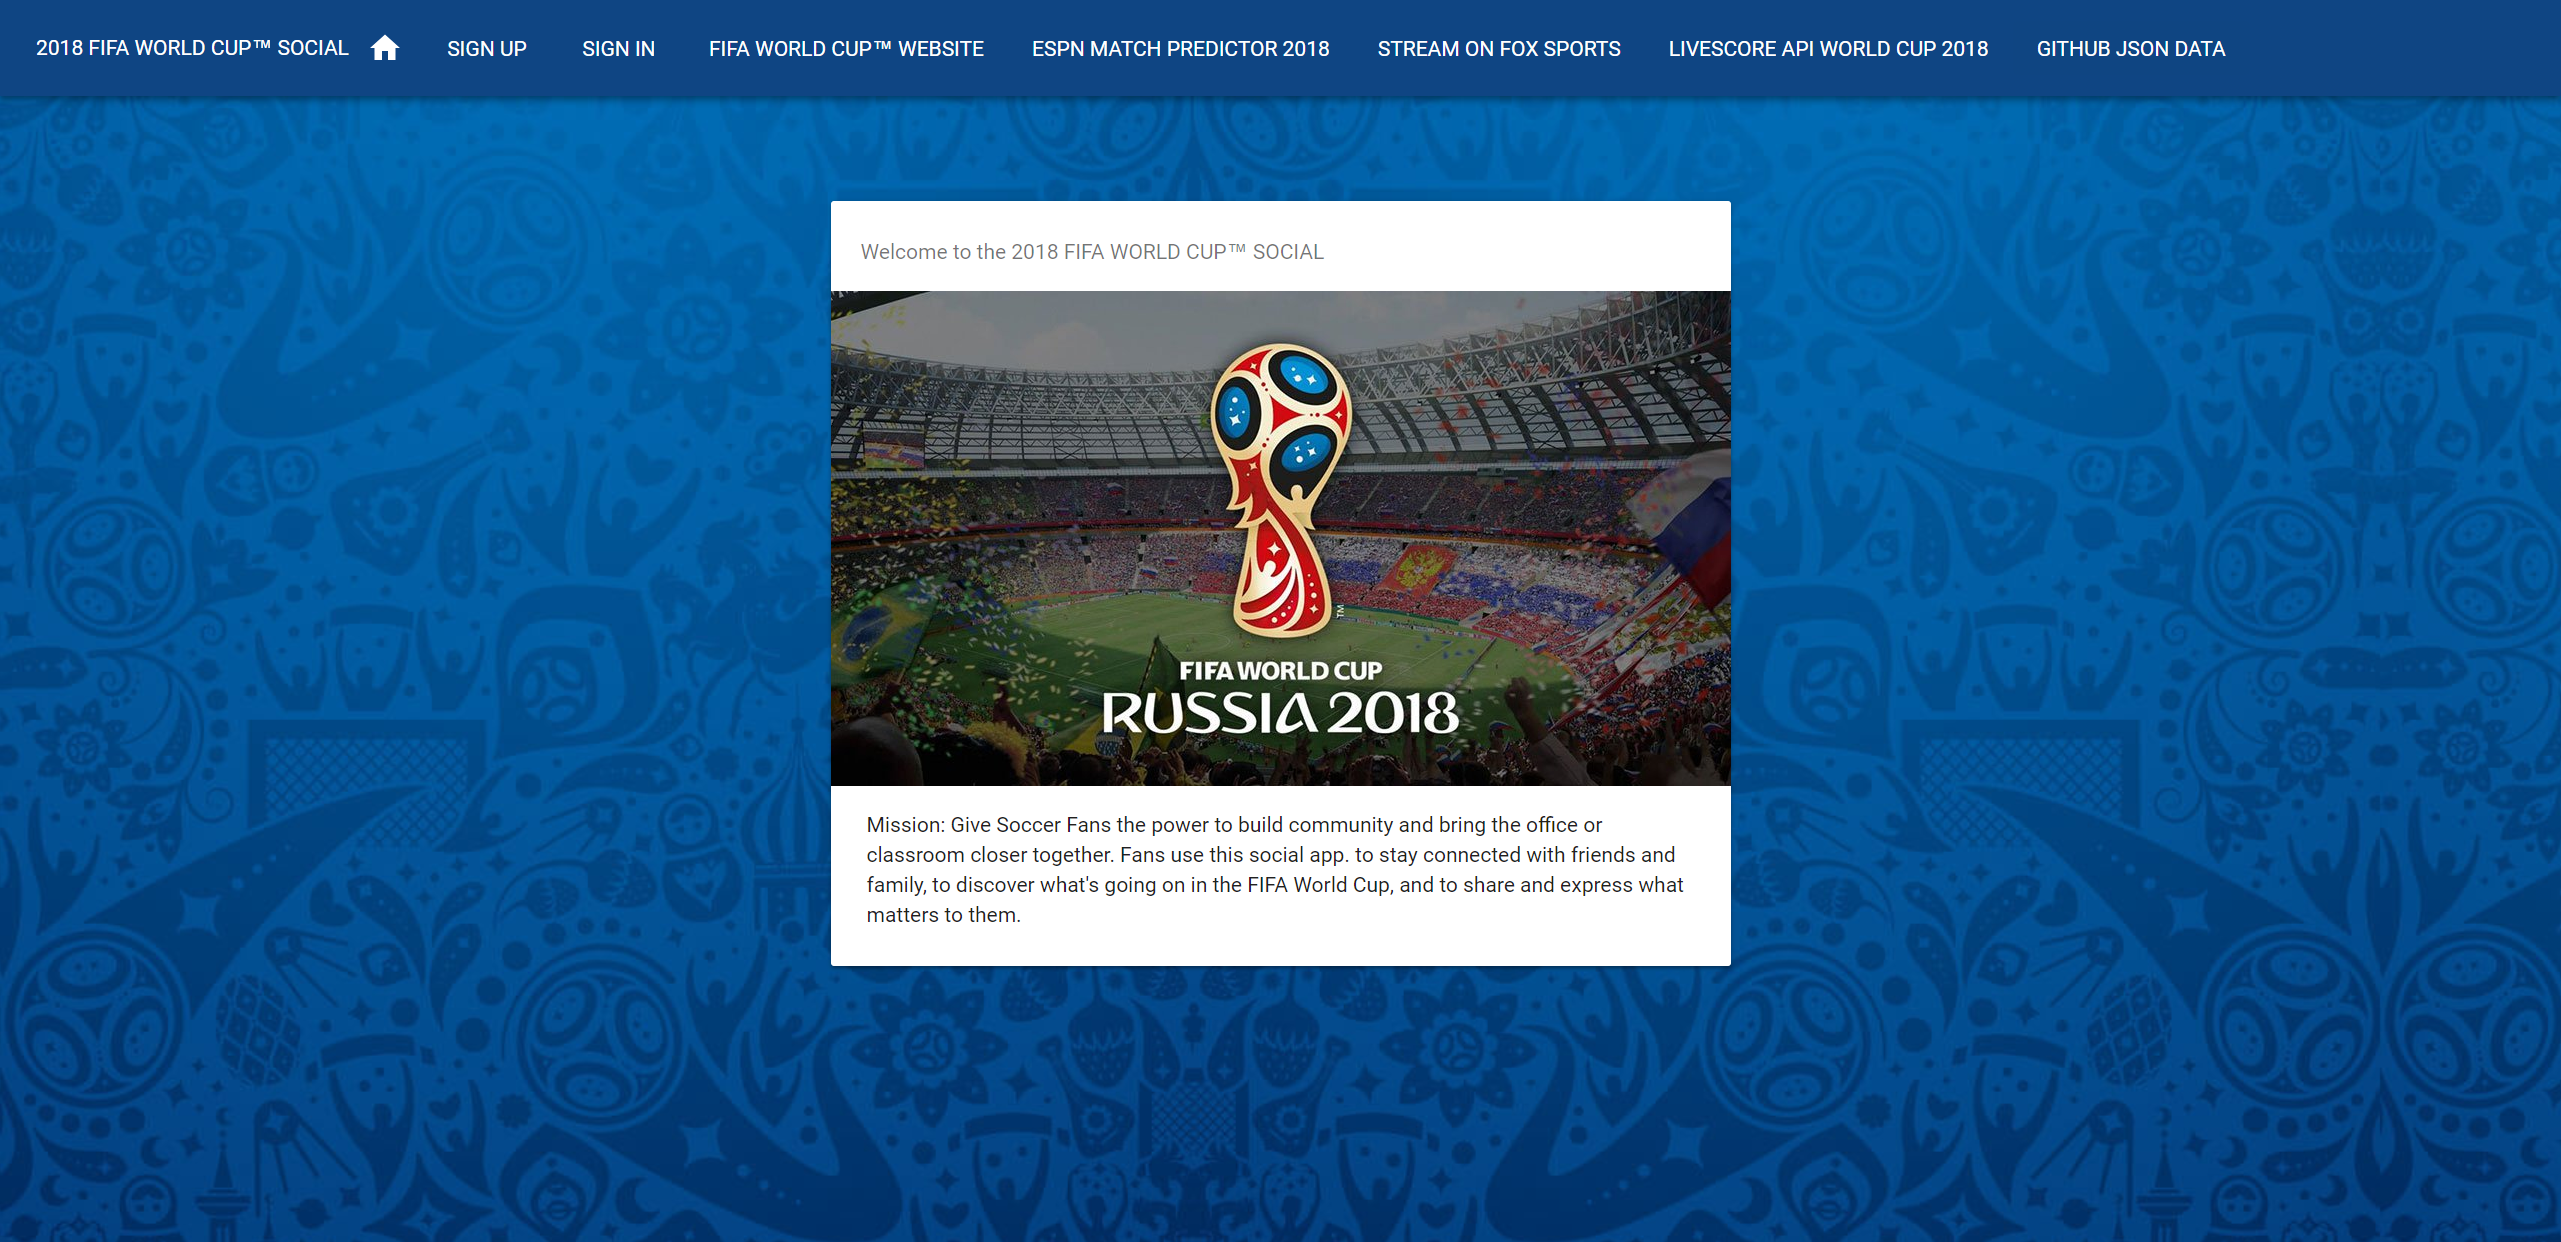 2018 FIFA WORLD CUP™ SOCIAL SIGN UP SIGN IN FIFA WORLD CUP™ WEBSITE ESPN MATCH PREDICTOR 2018 STREAM ON FOX SPORTS LIVESCORE API WORLD CUP 2018 GITHUB JSON DATA
Welcome to the 2018 FIFA WORLD CUP™ SOCIAL
TM
FIFA WORLD CUP
RUSSIA 2018
Mission: Give Soccer Fans the power to build community and bring the office or
classroom closer together. Fans use this social app. to stay connected with friends and
family, to discover what's going on in the FIFA World Cup, and to share and express what
matters to them.